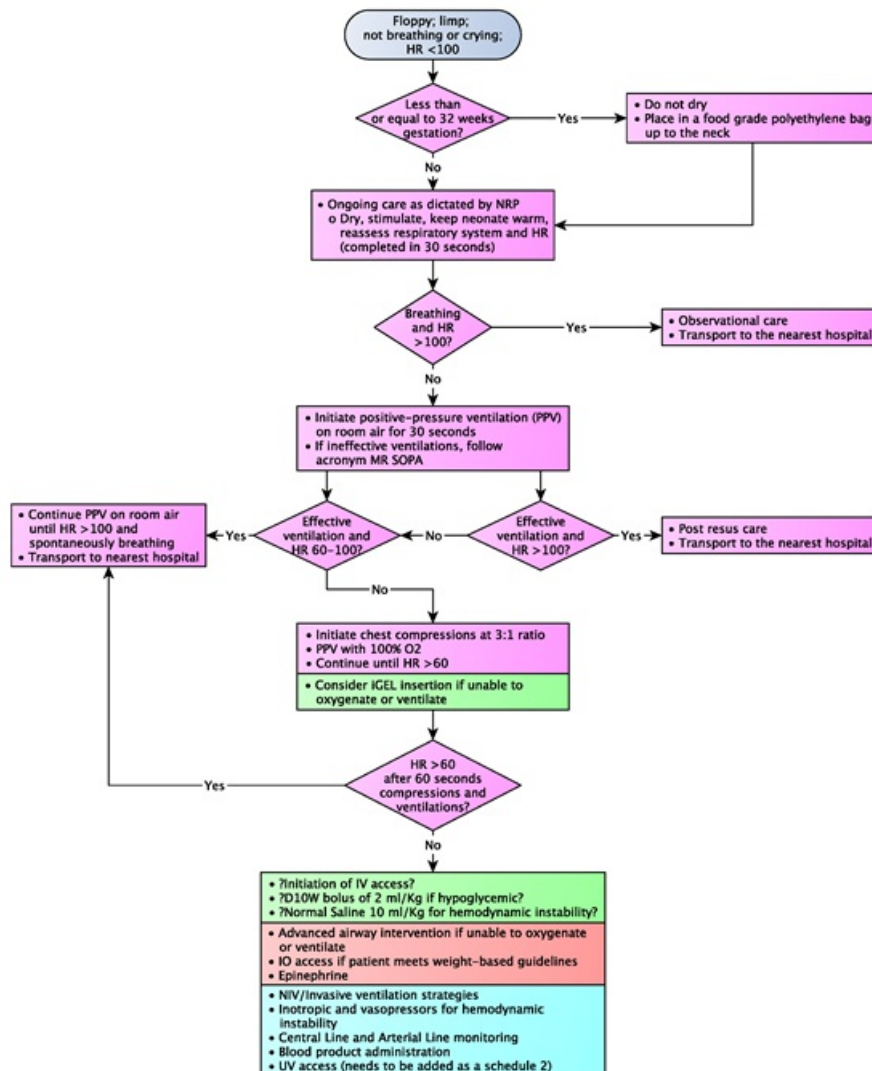 Floppy; limp;
not breathing or crying;
HR <100
Less than
or equal to 32 weeks
gestation?
Yes
• Do not dry
• Place in a food grade polyethylene bag
up to the neck
No
• Ongoing care as dictated by NRP
o Dry, stimulate, keep neonate warm,
reassess respiratory system and HR
(completed in 30 seconds)
Breathing
and HR
>100?
Yes
• Observational care
• Transport to the nearest hospital
No
• Initiate positive-pressure ventilation (PPV)
on room air for 30 seconds
• If ineffective ventilations, follow
acronym MR SOPA
• Continue PPV on room air
until HR >100 and
spontaneously breathing
• Transport to nearest hospital
Yes
Effective
ventilation and
HR 60-100?
No
Effective
ventilation and
HR >100?
Yes
• Post resus care
• Transport to the nearest hospital
No
• Initiate chest compressions at 3:1 ratio
• PPV with 100% O2
• Continue until HR >60
• Consider iGEL insertion if unable to
oxygenate or ventilate
HR >60
after 60 seconds
compressions and
ventilations?
Yes
No
• ?Initiation of IV access?
• ?D10W bolus of 2 ml/Kg if hypoglycemic?
• ?Normal Saline 10 ml/Kg for hemodynamic instability?
• Advanced airway intervention if unable to oxygenate
or ventilate
• IO access if patient meets weight-based guidelines
• Epinephrine
• NIV/Invasive ventilation strategies
• Inotropic and vasopressors for hemodynamic
instability
• Central Line and Arterial Line monitoring
• Blood product administration
• UV access (needs to be added as a schedule 2)